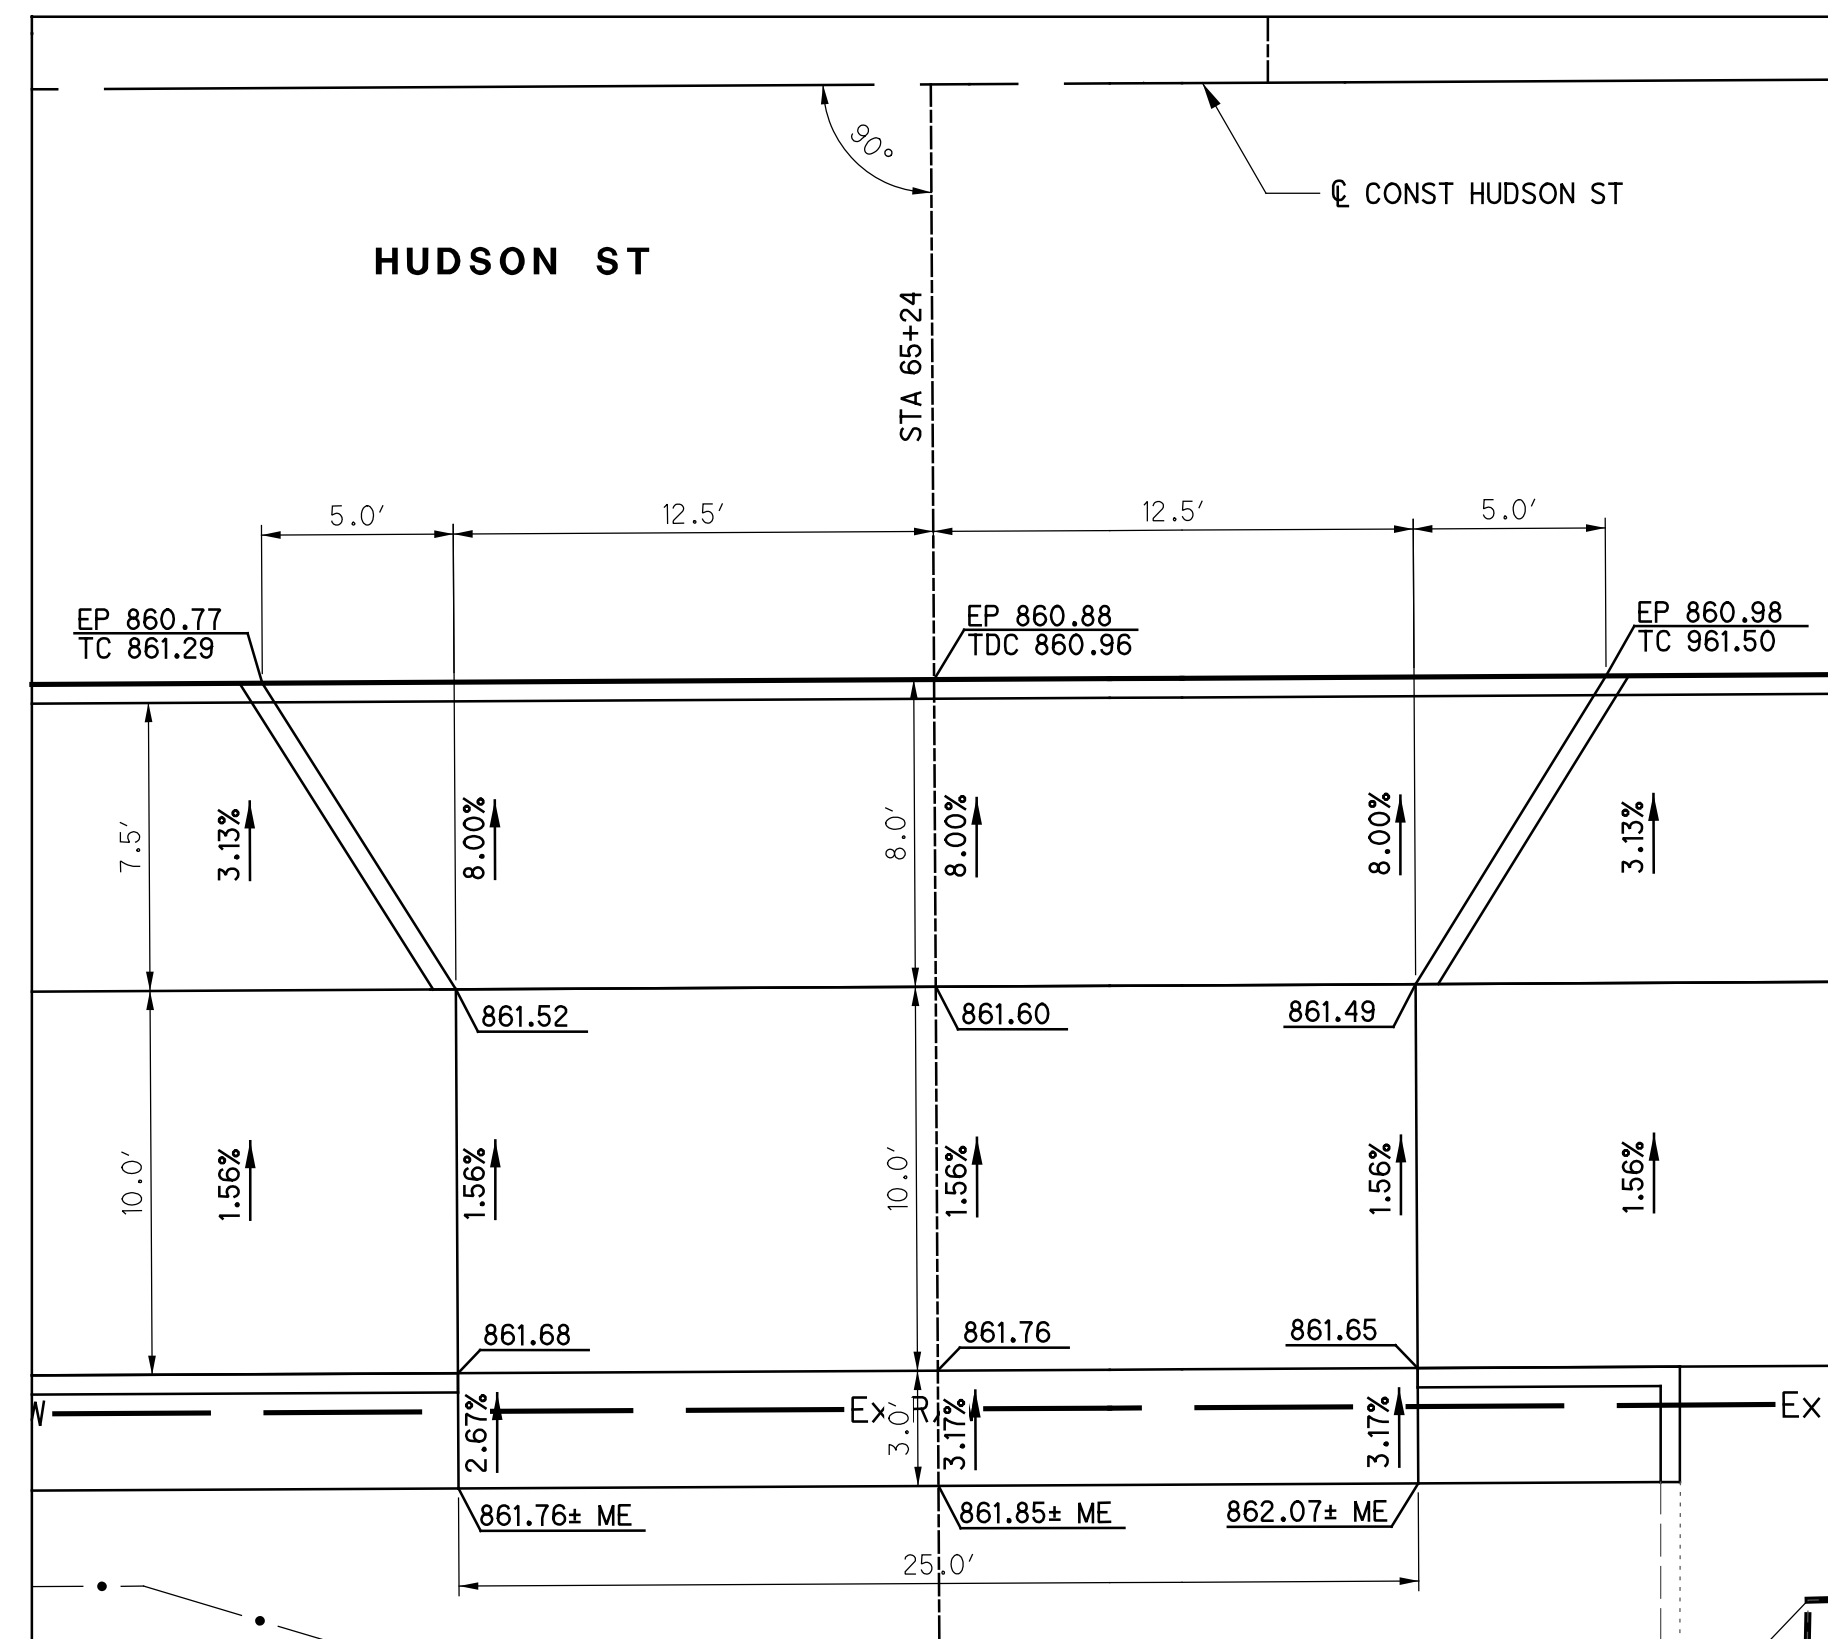 90°
℄ CONST HUDSON ST
HUDSON ST
STA 65+24
5.0'
12.5'
12.5'
5.0'
EP 860.77
TC 861.29
EP 860.88
TDC 860.96
EP 860.98
TC 961.50
7.5'
3.13%
8.00%
8.0'
8.00%
8.00%
3.13%
861.52
861.60
861.49
10.0'
1.56%
1.56%
10.0'
1.56%
1.56%
1.56%
861.68
861.76
861.65
W
2.67%
Ex R/W
3.0'
3.17%
3.17%
Ex
861.76± ME
861.85± ME
862.07± ME
25.0'